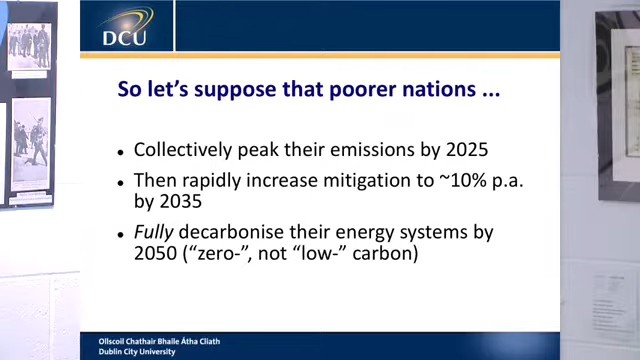 DCU
So let's suppose that poorer nations ...
• Collectively peak their emissions by 2025
• Then rapidly increase mitigation to ~10% p.a.
by 2035
• Fully decarbonise their energy systems by
2050 ("zero-", not "low-" carbon)
Ollscoil Chathair Bhaile Átha Cliath
Dublin City University